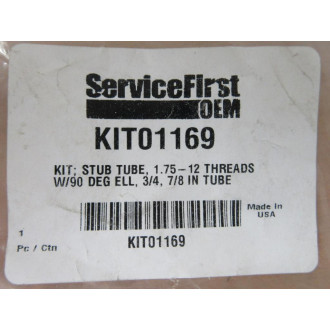 ServiceFirst
OEM
KIT01169
KIT; STUB TUBE, 1.75-12 THREADS
W/90 DEG ELL, 3/4, 7/8 IN TUBE
1
Pc / Ctn
Made in
USA
KIT01169